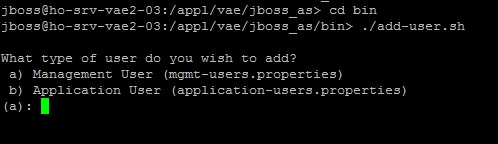 jboss@ho-srv-vae2-03:/appl/vae/jboss_as> cd bin
jboss@ho-srv-vae2-03:/appl/vae/jboss_as/bin> ./add-user.sh
What type of user do you wish to add?
a) Management User (mgmt-users.properties)
b) Application User (application-users.properties)
(a):